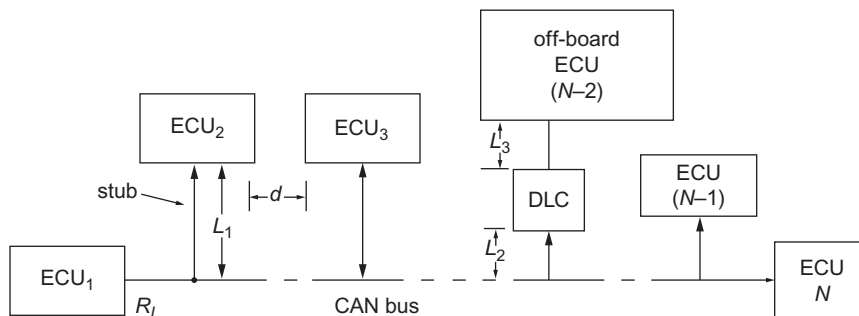 off-board
ECU
(N–2)
ECU₂
ECU₃
L₃
ECU
(N–1)
stub
d
DLC
L₁
L₂
ECU₁
ECU
N
Rₗ
CAN bus